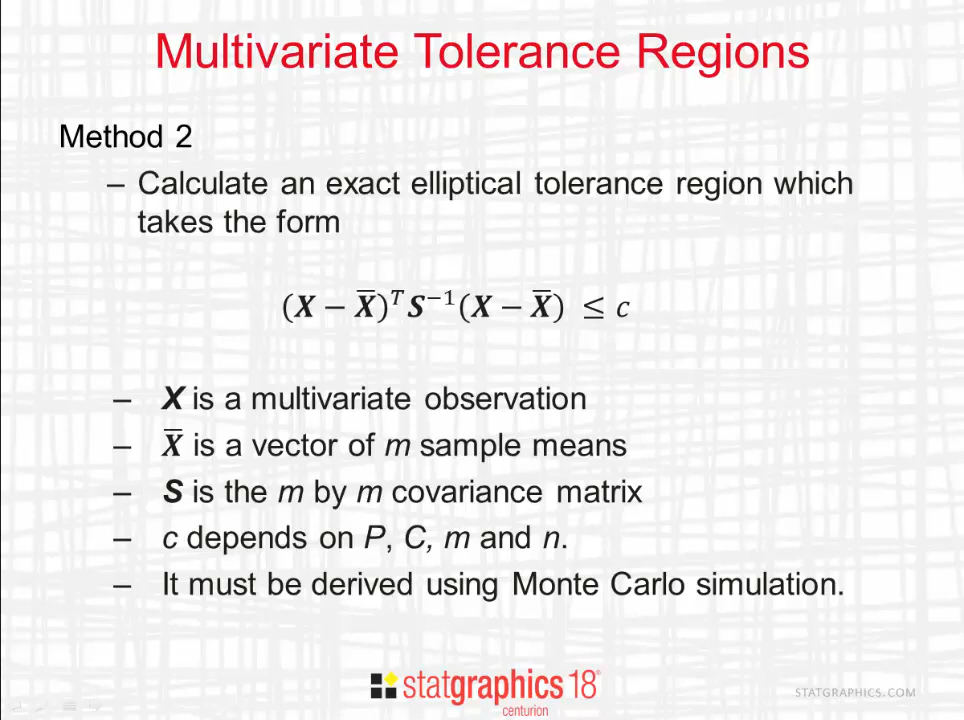 Multivariate Tolerance Regions
Method 2
– Calculate an exact elliptical tolerance region which
takes the form
(X − X̅)ᵀ S⁻¹(X − X̅) ≤ c
– X is a multivariate observation
– X̅ is a vector of m sample means
– S is the m by m covariance matrix
– c depends on P, C, m and n.
– It must be derived using Monte Carlo simulation.
statgraphics 18®
centurion
STATGRAPHICS.COM